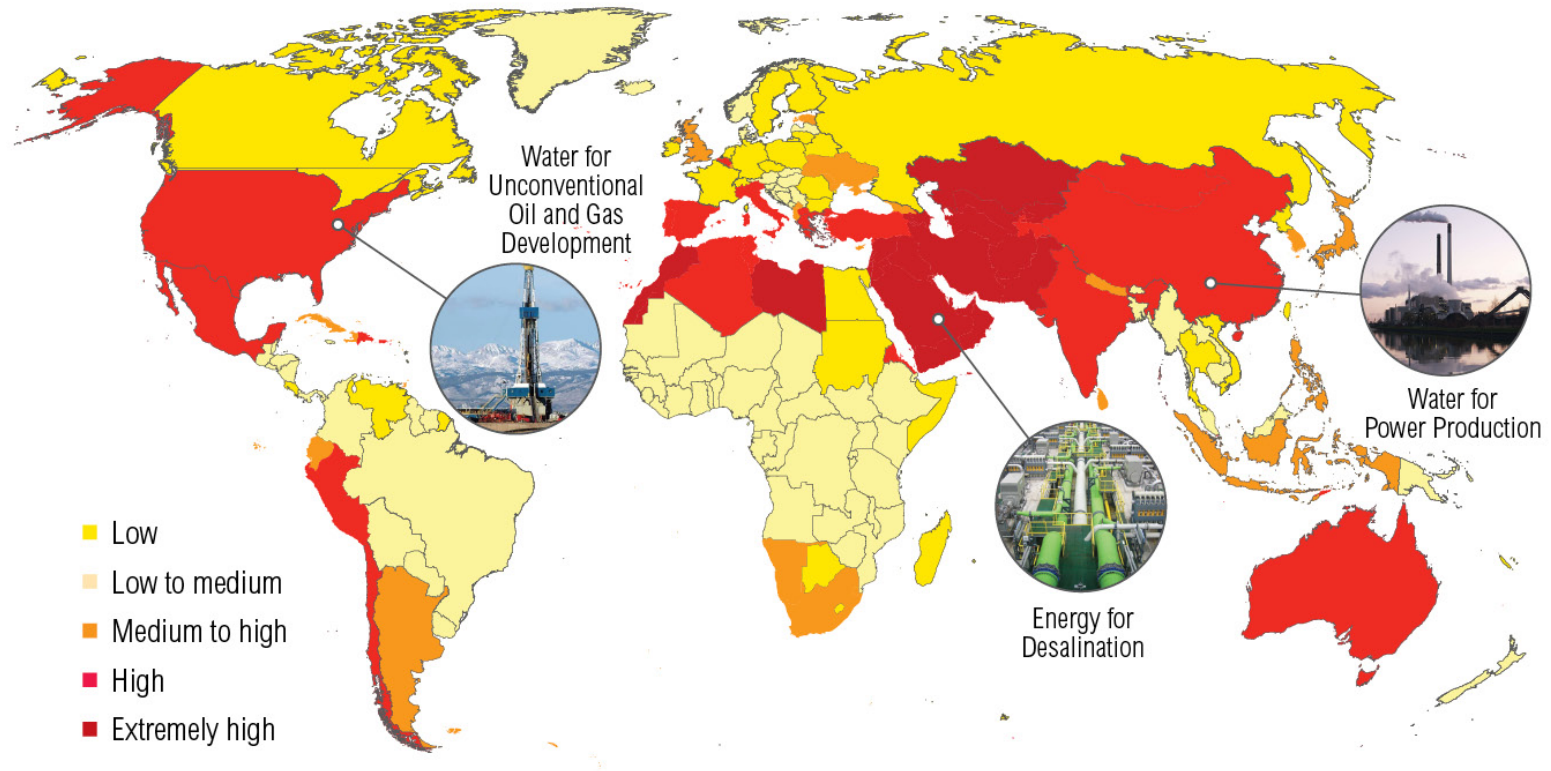 Water for
Unconventional
Oil and Gas
Development
Water for
Power Production
Energy for
Desalination
Low
Low to medium
Medium to high
High
Extremely high